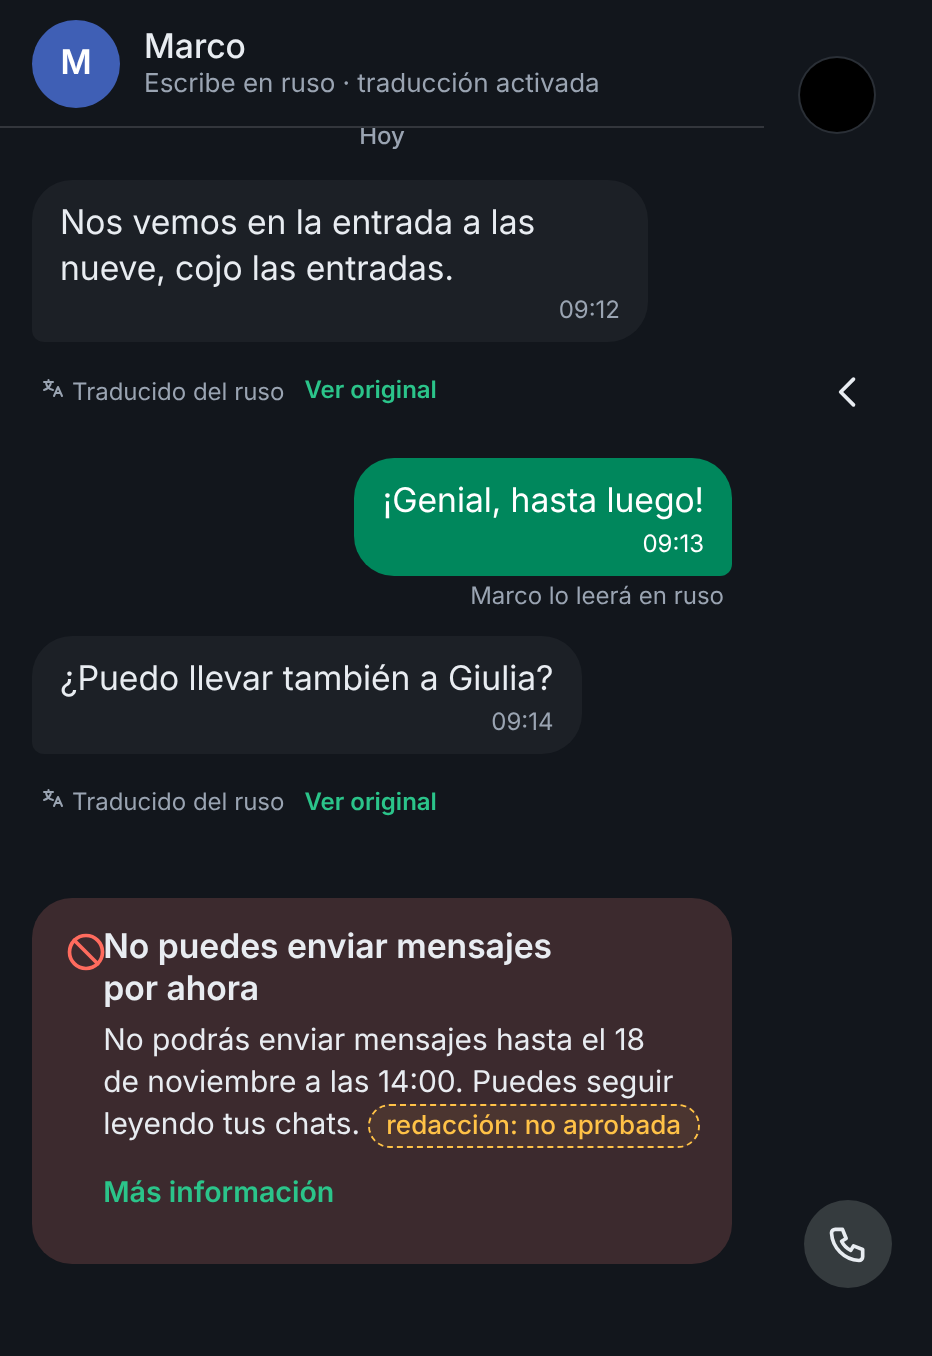 M
Marco
Escribe en ruso · traducción activada
Hoy
Nos vemos en la entrada a las
nueve, cojo las entradas.
09:12
Traducido del ruso Ver original
¡Genial, hasta luego!
09:13
Marco lo leerá en ruso
¿Puedo llevar también a Giulia?
09:14
Traducido del ruso Ver original
No puedes enviar mensajes
por ahora
No podrás enviar mensajes hasta el 18
de noviembre a las 14:00. Puedes seguir
leyendo tus chats. redacción: no aprobada
Más información